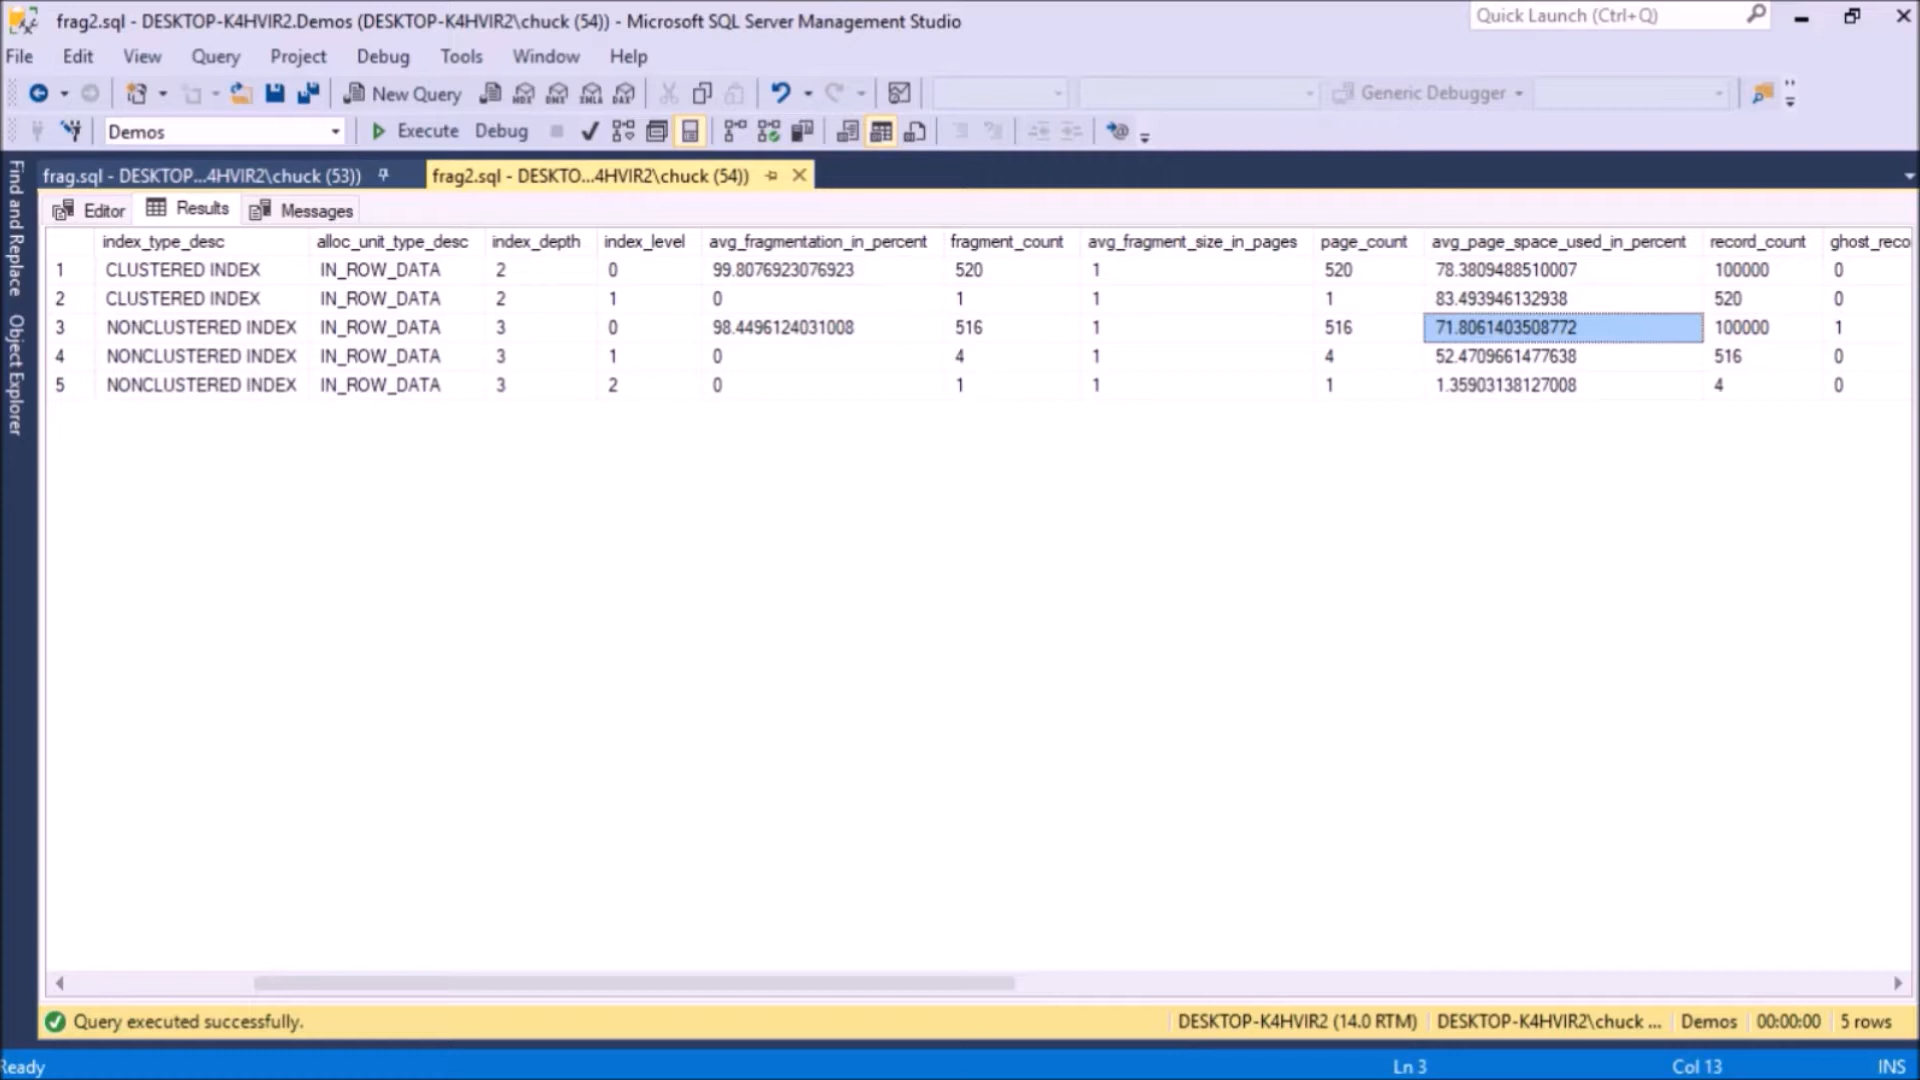 frag2.sql - DESKTOP-K4HVIR2.Demos (DESKTOP-K4HVIR2\chuck (54)) - Microsoft SQL Server Management Studio
Quick Launch (Ctrl+Q)
File Edit View Query Project Debug Tools Window Help
New Query MDX DMX XMLA DAX Generic Debugger
Demos Execute Debug
frag.sql - DESKTOP...4HVIR2\chuck (53)) frag2.sql - DESKTO...4HVIR2\chuck (54))
Find and Replace
Object Explorer
Editor Results Messages
index_type_desc alloc_unit_type_desc index_depth index_level avg_fragmentation_in_percent fragment_count avg_fragment_size_in_pages page_count avg_page_space_used_in_percent record_count ghost_reco
1 CLUSTERED INDEX IN_ROW_DATA 2 0 99.8076923076923 520 1 520 78.3809488510007 100000 0
2 CLUSTERED INDEX IN_ROW_DATA 2 1 0 1 1 1 83.493946132938 520 0
3 NONCLUSTERED INDEX IN_ROW_DATA 3 0 98.4496124031008 516 1 516 71.8061403508772 100000 1
4 NONCLUSTERED INDEX IN_ROW_DATA 3 1 0 4 1 4 52.4709661477638 516 0
5 NONCLUSTERED INDEX IN_ROW_DATA 3 2 0 1 1 1 1.35903138127008 4 0
Query executed successfully. DESKTOP-K4HVIR2 (14.0 RTM) DESKTOP-K4HVIR2\chuck ... Demos 00:00:00 5 rows
Ready Ln 3 Col 13 INS